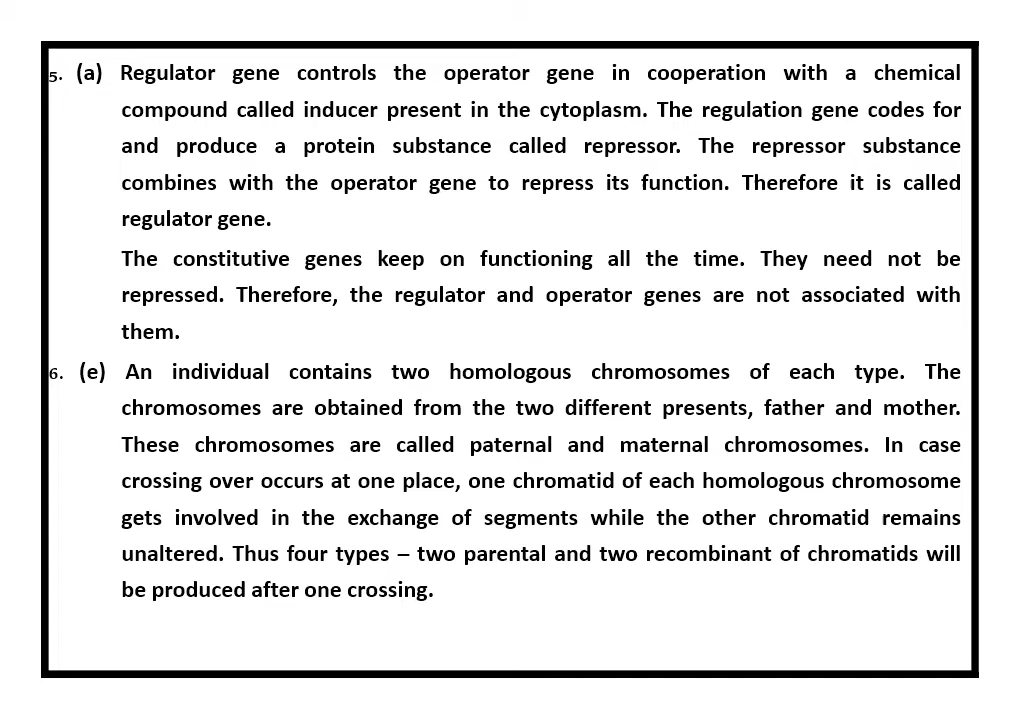 5. (a) Regulator gene controls the operator gene in cooperation with a chemical
compound called inducer present in the cytoplasm. The regulation gene codes for
and produce a protein substance called repressor. The repressor substance
combines with the operator gene to repress its function. Therefore it is called
regulator gene.
The constitutive genes keep on functioning all the time. They need not be
repressed. Therefore, the regulator and operator genes are not associated with
them.
6. (e) An individual contains two homologous chromosomes of each type. The
chromosomes are obtained from the two different presents, father and mother.
These chromosomes are called paternal and maternal chromosomes. In case
crossing over occurs at one place, one chromatid of each homologous chromosome
gets involved in the exchange of segments while the other chromatid remains
unaltered. Thus four types – two parental and two recombinant of chromatids will
be produced after one crossing.